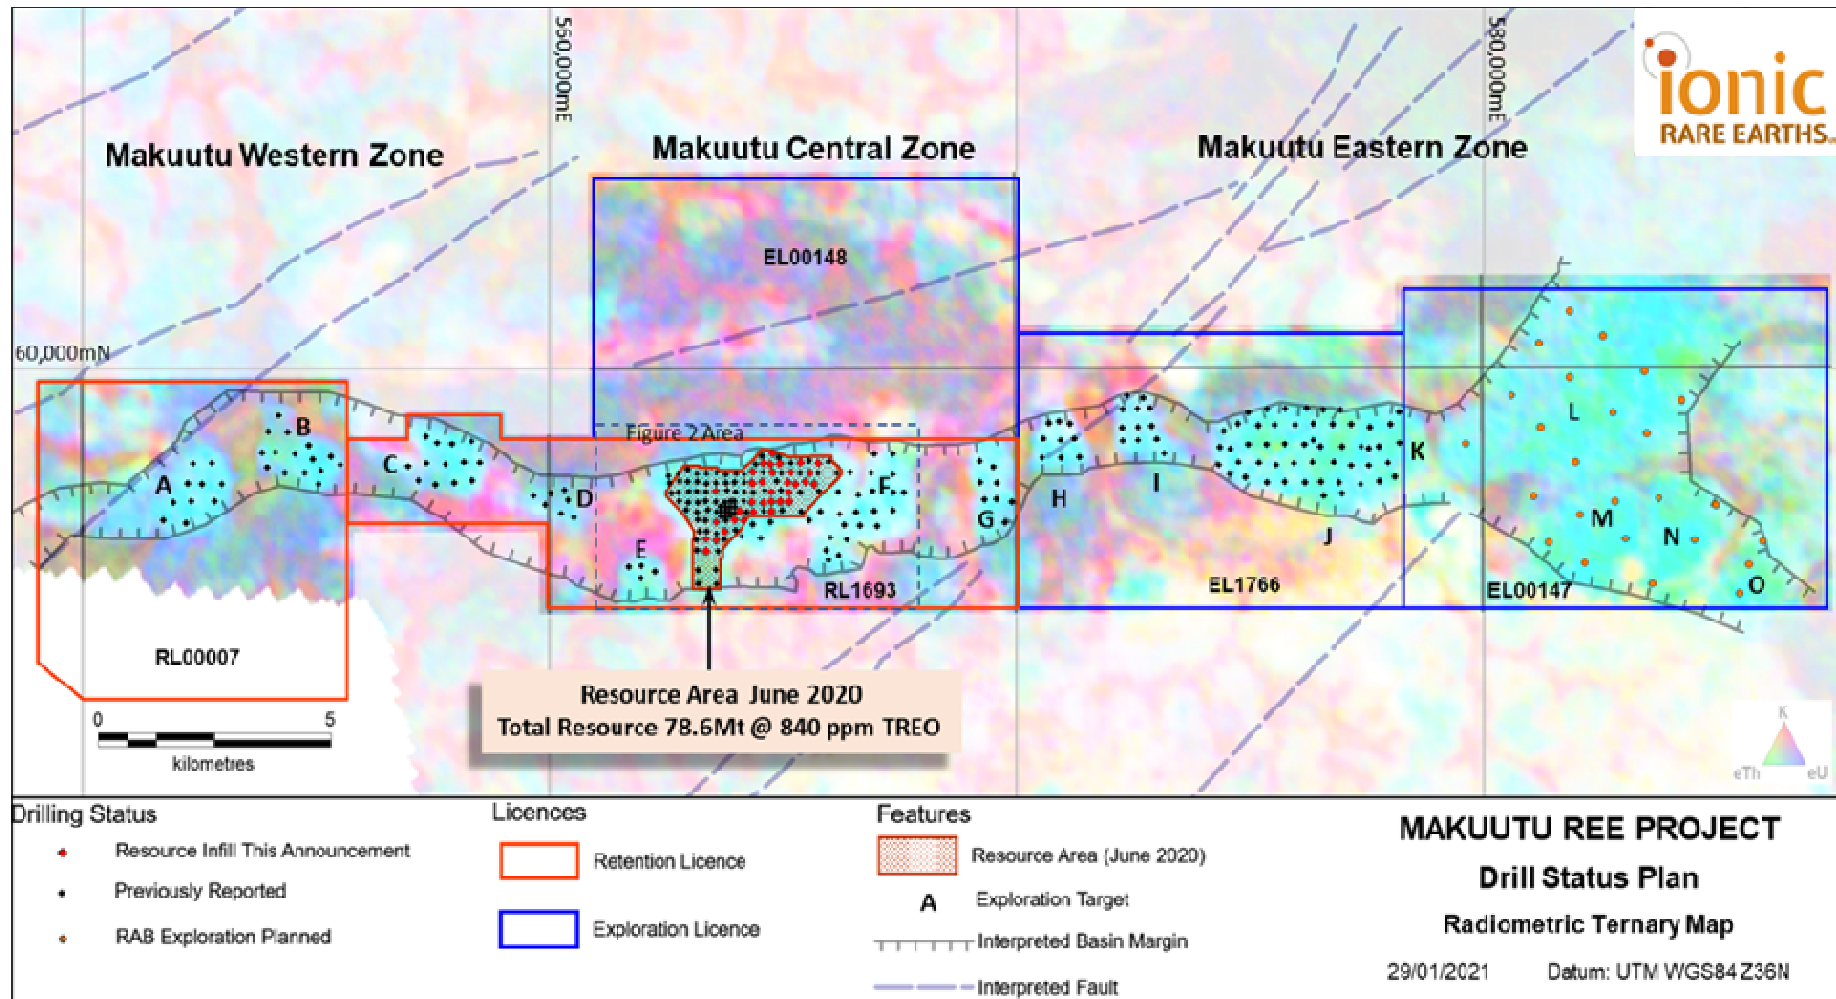 550,000mE
580,000mE
ionic
RARE EARTHS
Makuutu Western Zone
Makuutu Central Zone
Makuutu Eastern Zone
EL00148
60,000mN
Figure 2 Area
A
B
C
D
E
F
G
H
I
J
K
L
M
N
O
RL00007
RL1693
EL1766
EL00147
Resource Area June 2020
Total Resource 78.6Mt @ 840 ppm TREO
0 5
kilometres
K
eTh eU
Drilling Status
Resource Infill This Announcement
Previously Reported
RAB Exploration Planned
Licences
Retention Licence
Exploration Licence
Features
Resource Area (June 2020)
A Exploration Target
Interpreted Basin Margin
Interpreted Fault
MAKUUTU REE PROJECT
Drill Status Plan
Radiometric Ternary Map
29/01/2021 Datum: UTM WGS84 Z36N